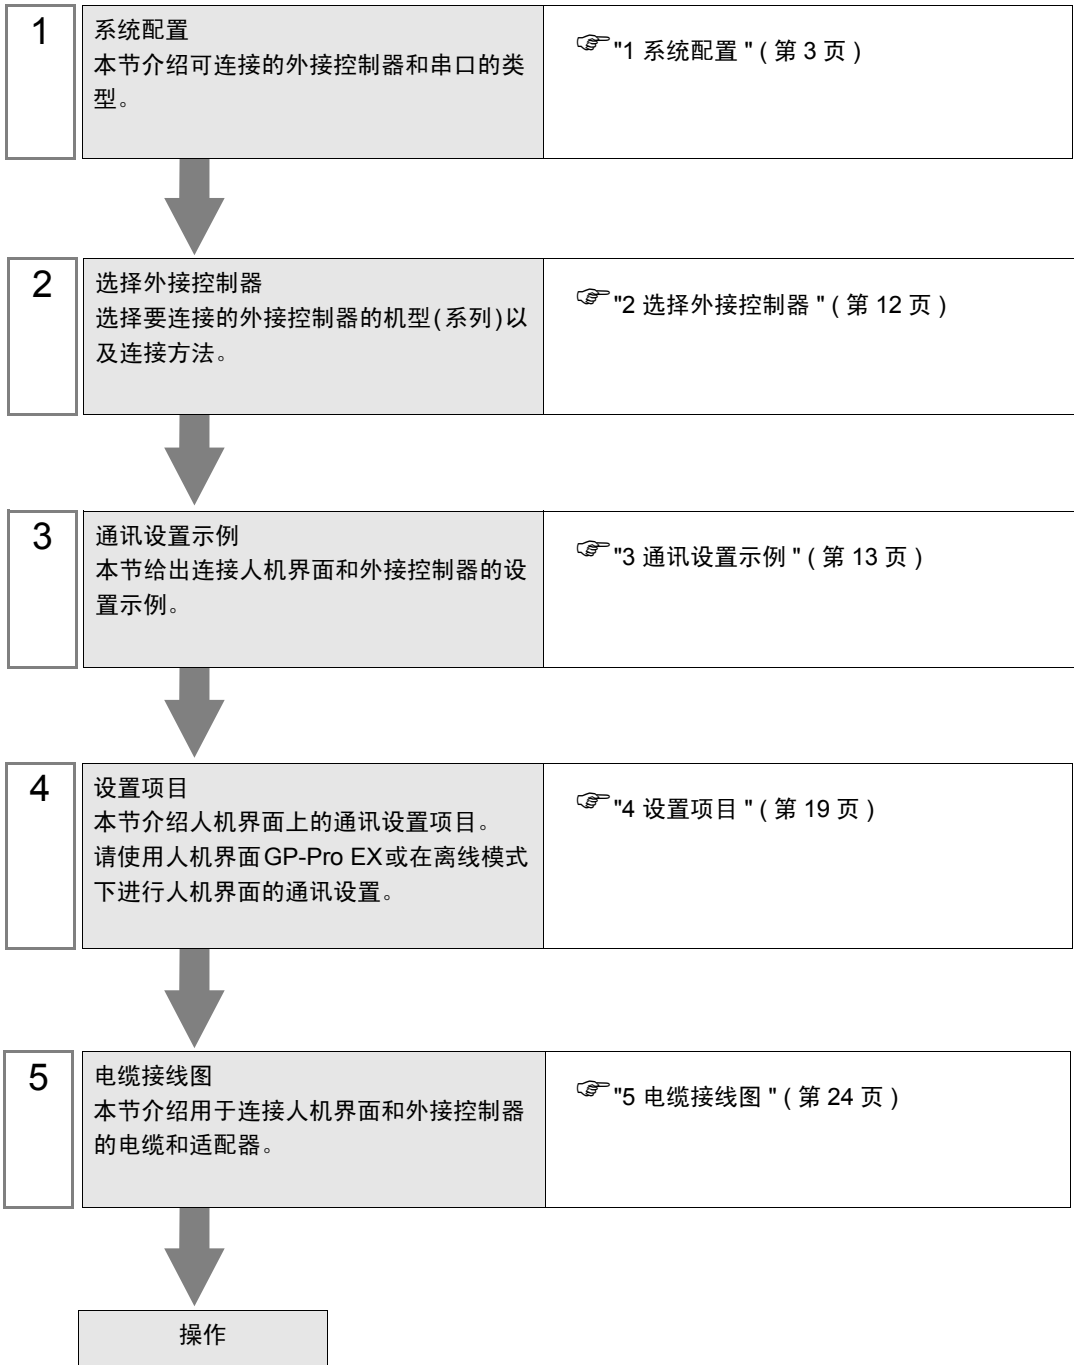 1
系统配置
本节介绍可连接的外接控制器和串口的类
型。
"1 系统配置 " ( 第 3 页 )
2
选择外接控制器
选择要连接的外接控制器的机型(系列)以
及连接方法。
"2 选择外接控制器 " ( 第 12 页 )
3
通讯设置示例
本节给出连接人机界面和外接控制器的设
置示例。
"3 通讯设置示例 " ( 第 13 页 )
4
设置项目
本节介绍人机界面上的通讯设置项目。
请使用人机界面GP-Pro EX或在离线模式
下进行人机界面的通讯设置。
"4 设置项目 " ( 第 19 页 )
5
电缆接线图
本节介绍用于连接人机界面和外接控制器
的电缆和适配器。
"5 电缆接线图 " ( 第 24 页 )
操作